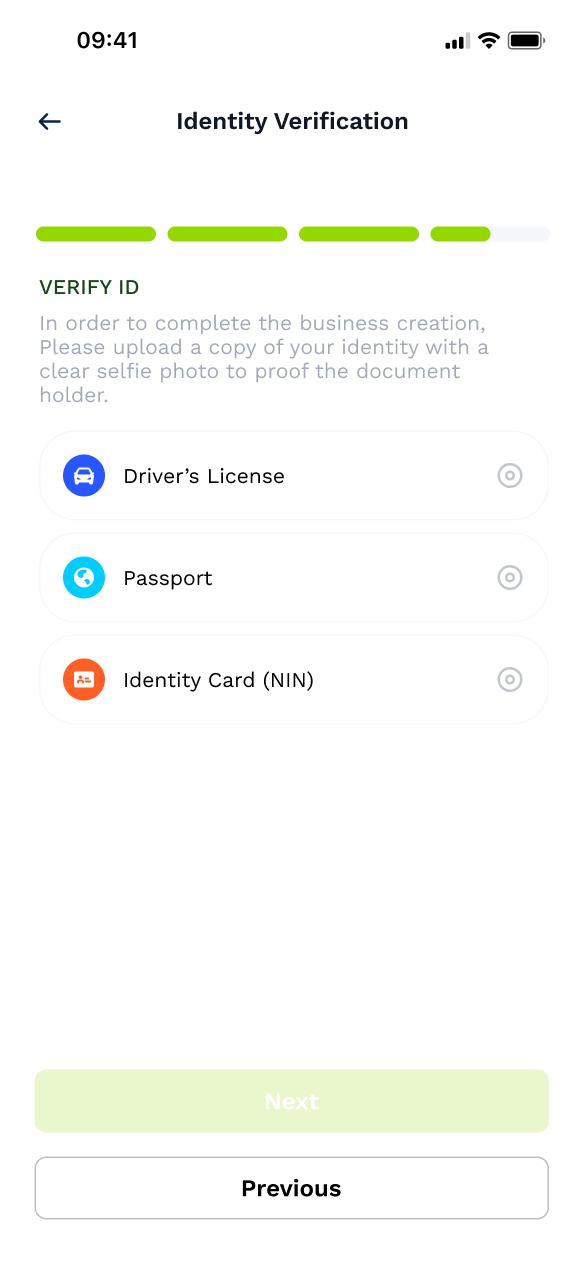 09:41
Identity Verification
VERIFY ID
In order to complete the business creation,
Please upload a copy of your identity with a
clear selfie photo to proof the document
holder.
Driver’s License
Passport
Identity Card (NIN)
Next
Previous